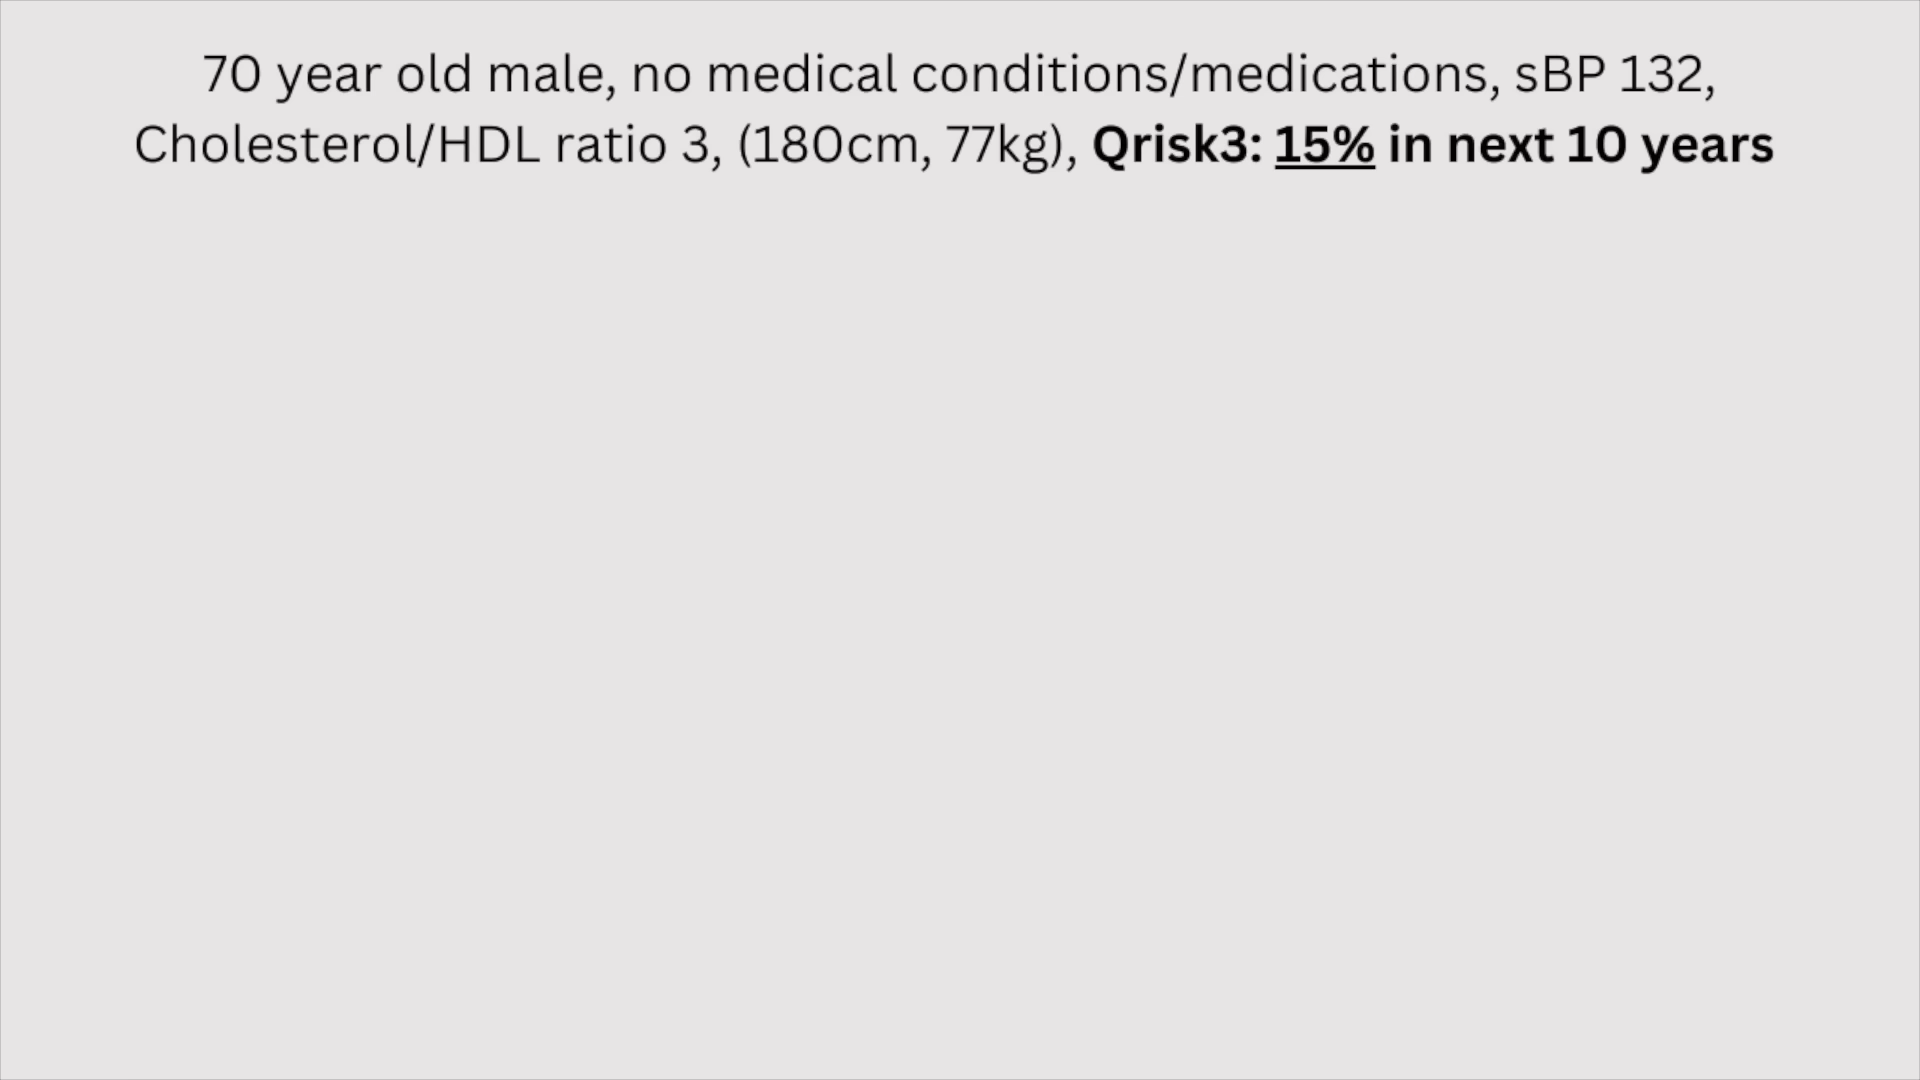 70 year old male, no medical conditions/medications, sBP 132,
Cholesterol/HDL ratio 3, (180cm, 77kg), Qrisk3: 15% in next 10 years